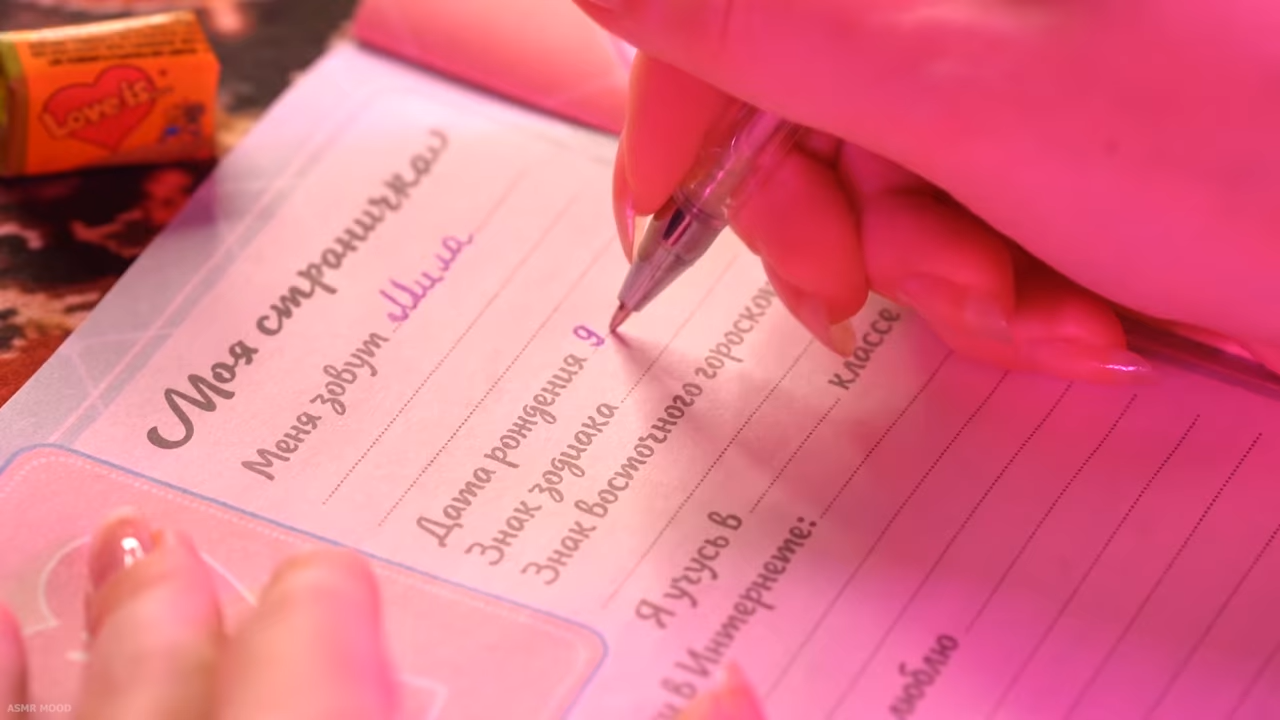 Love is...
Моя страничка
Меня зовут Мила
Дата рождения 9
Знак зодиака
Знак восточного гороскоп
Я учусь в классе
в Интернете:
люблю
ASMR MOOD